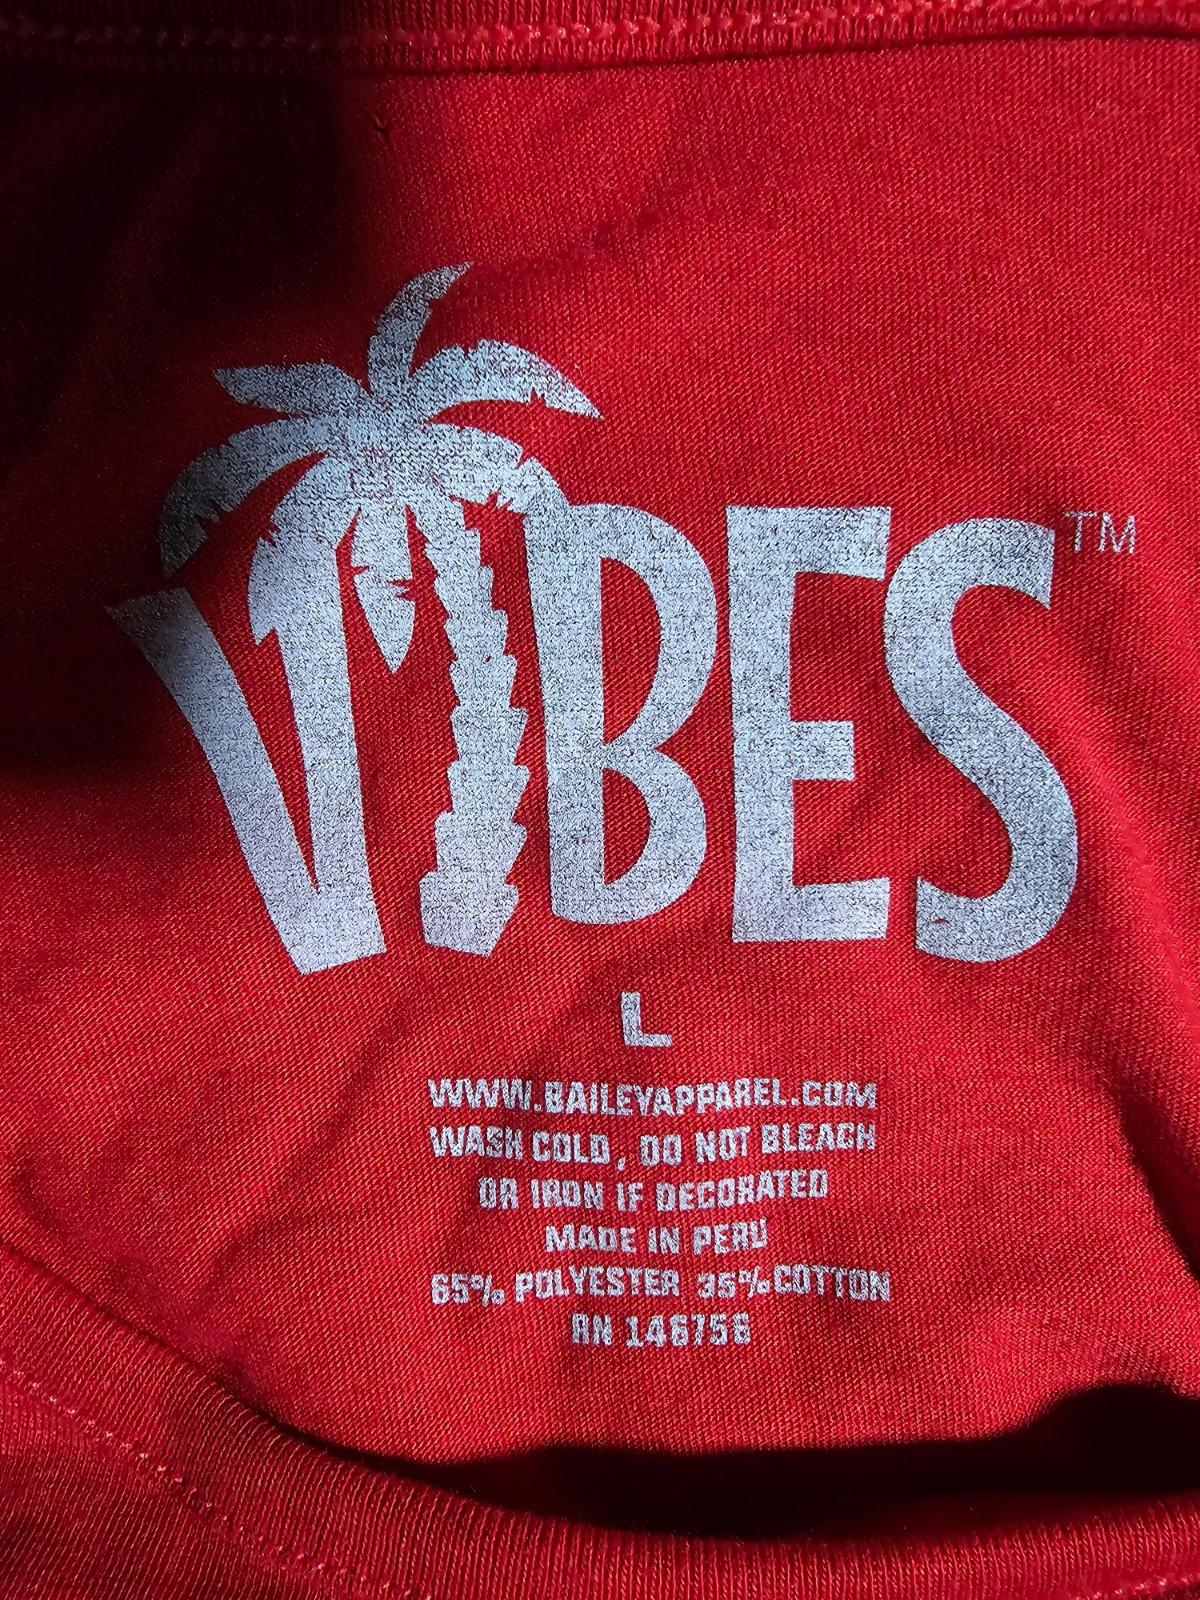 VIBES™
L
WWW.BAILEYAPPAREL.COM
WASH COLD, DO NOT BLEACH
OR IRON IF DECORATED
MADE IN PERU
65% POLYESTER 35% COTTON
RN 146756